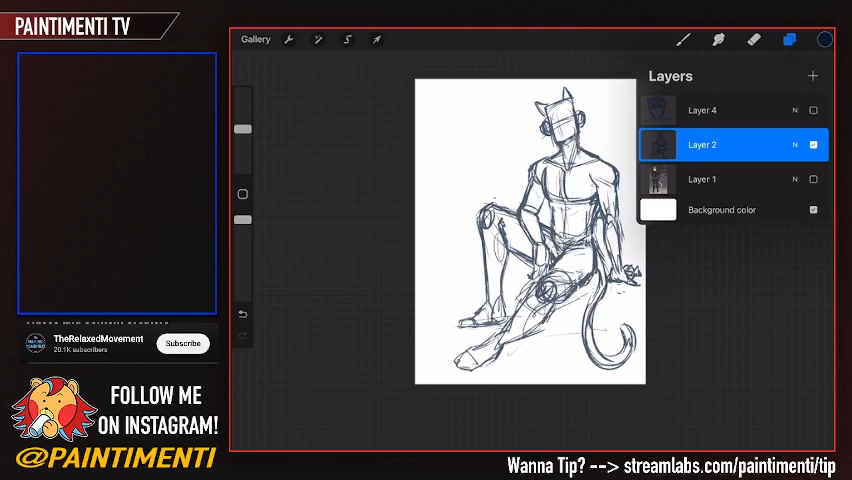 PAINTIMENTI TV
Gallery
Layers
Layer 4 N
Layer 2 N
Layer 1 N
Background color
TheRelaxedMovement
20.1K subscribers
Subscribe
FOLLOW ME
ON INSTAGRAM!
@PAINTIMENTI
Wanna Tip? --> streamlabs.com/paintimenti/tip